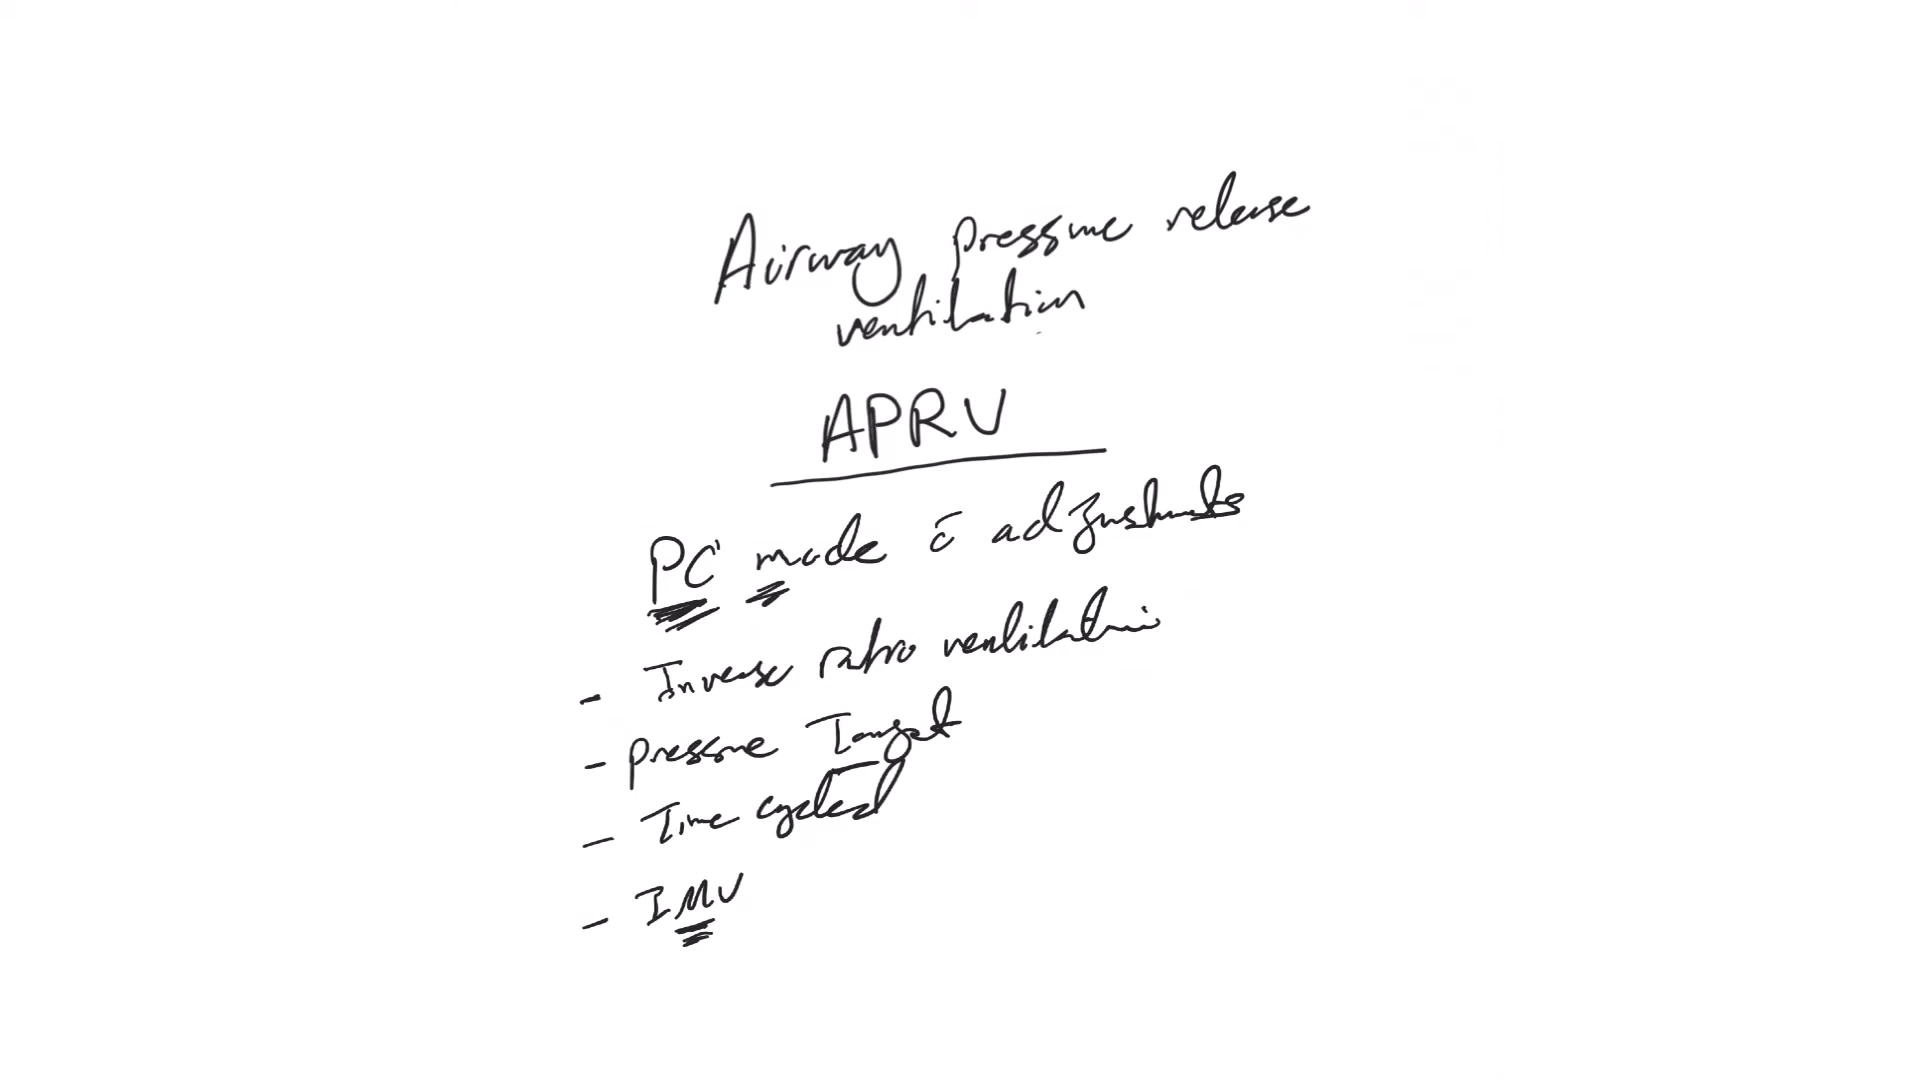 Airway pressure release
ventilation
APRV
PC mode c̄ adjustments
- Inverse ratio ventilation
- pressure Target
- Time cycled
- IMV